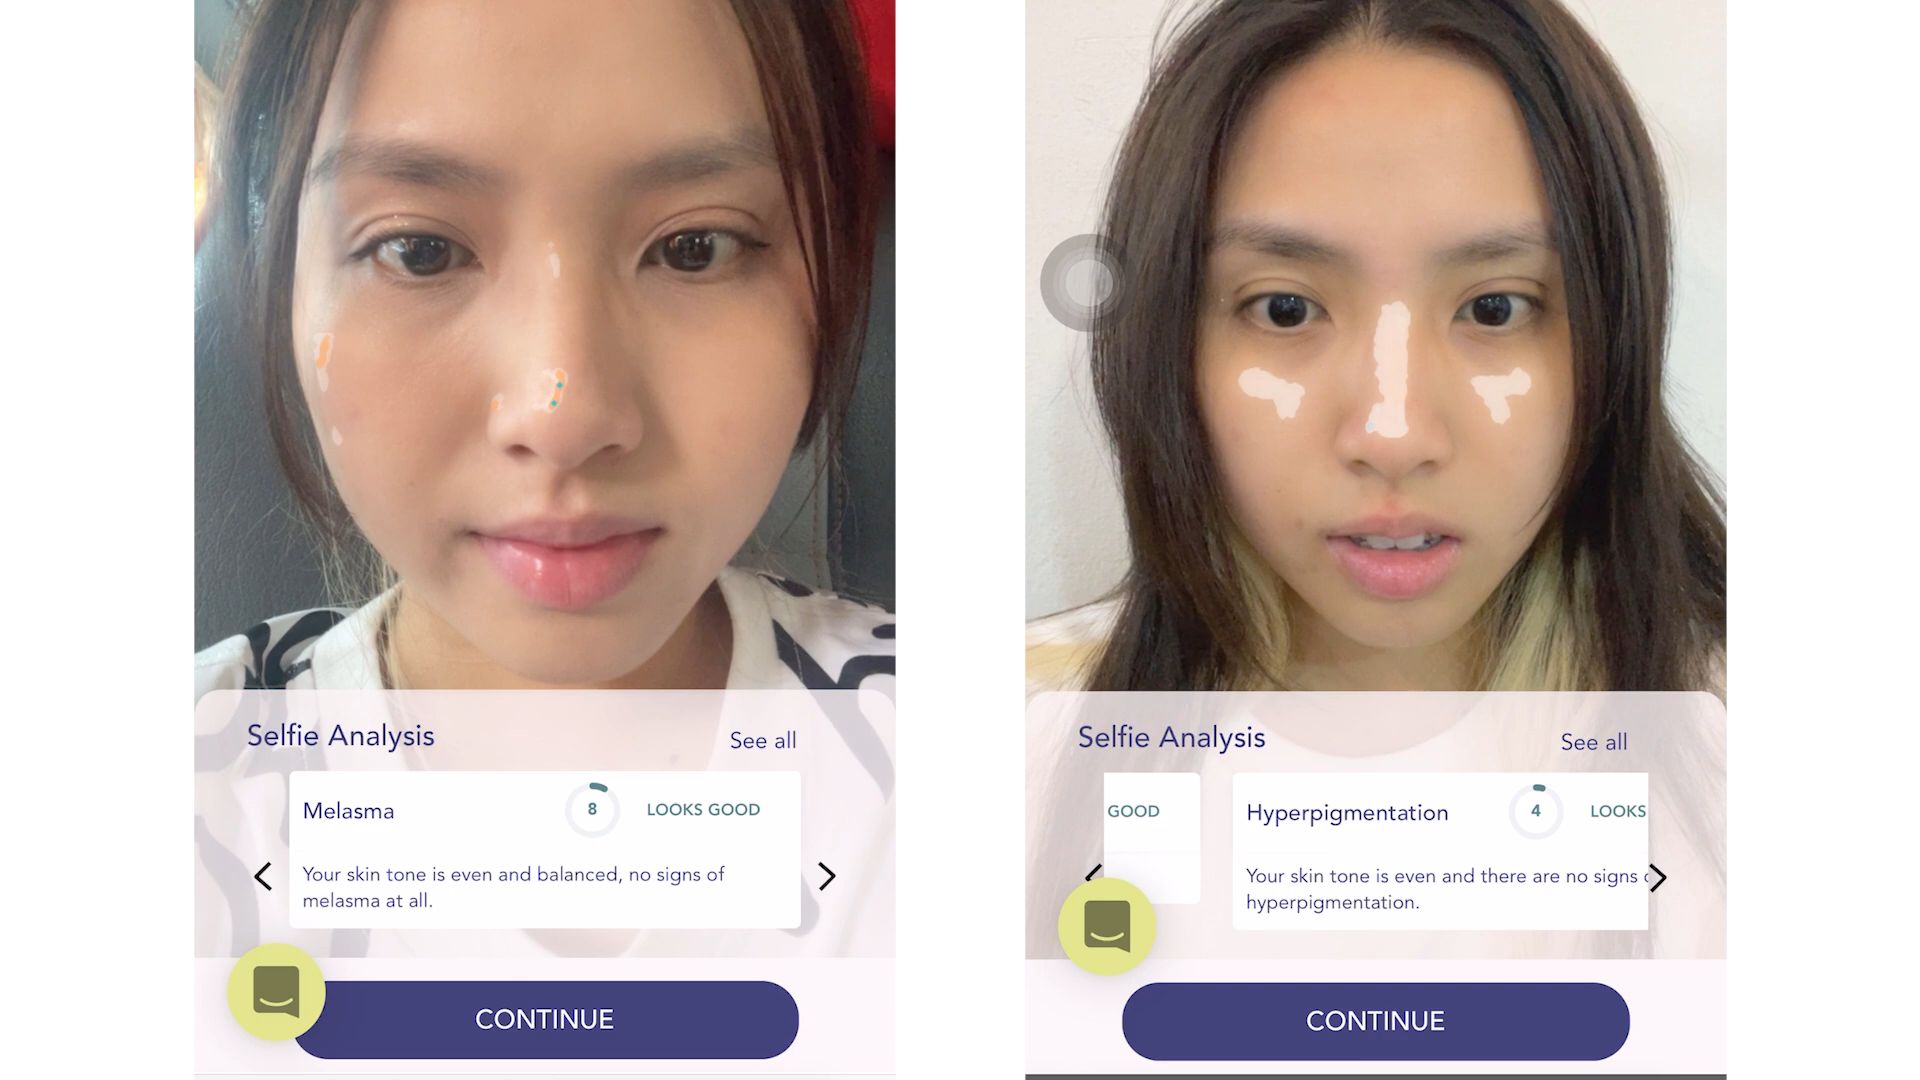 Selfie Analysis
See all
Melasma
8
LOOKS GOOD
Your skin tone is even and balanced, no signs of
melasma at all.
CONTINUE
Selfie Analysis
See all
GOOD
Hyperpigmentation
4
LOOKS
Your skin tone is even and there are no signs
hyperpigmentation.
CONTINUE